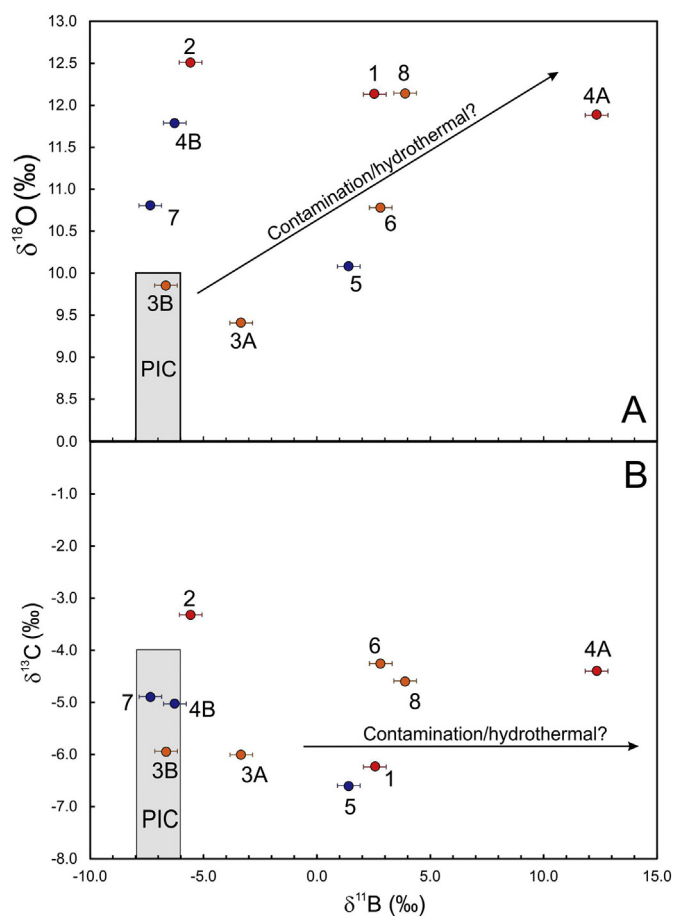 13.0
12.5
12.0
11.5
11.0
10.5
10.0
9.5
9.0
8.5
8.0
δ18O (‰)
2
1
8
4A
4B
7
6
5
3B
3A
PIC
Contamination/hydrothermal?
A
B
-1.0
-2.0
-3.0
-4.0
-5.0
-6.0
-7.0
-8.0
δ13C (‰)
2
6
4A
8
7
4B
3B
3A
1
5
PIC
Contamination/hydrothermal?
-10.0
-5.0
0.0
5.0
10.0
15.0
δ11B (‰)